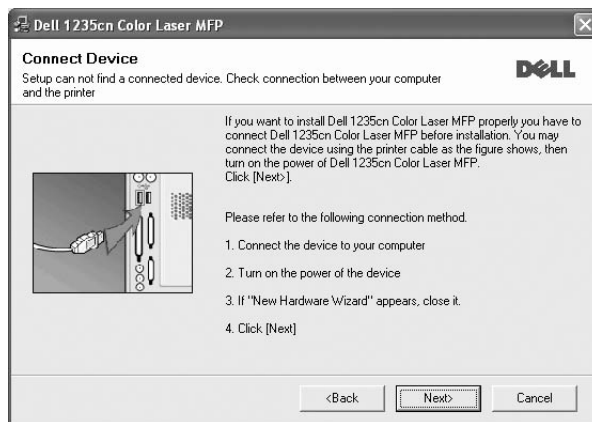 Dell 1235cn Color Laser MFP
Connect Device
Setup can not find a connected device. Check connection between your computer
and the printer
DELL
If you want to install Dell 1235cn Color Laser MFP properly you have to
connect Dell 1235cn Color Laser MFP before installation. You may
connect the device using the printer cable as the figure shows, then
turn on the power of Dell 1235cn Color Laser MFP.
Click [Next>].
Please refer to the following connection method.
1. Connect the device to your computer
2. Turn on the power of the device
3. If "New Hardware Wizard" appears, close it.
4. Click [Next]
<Back
Next>
Cancel